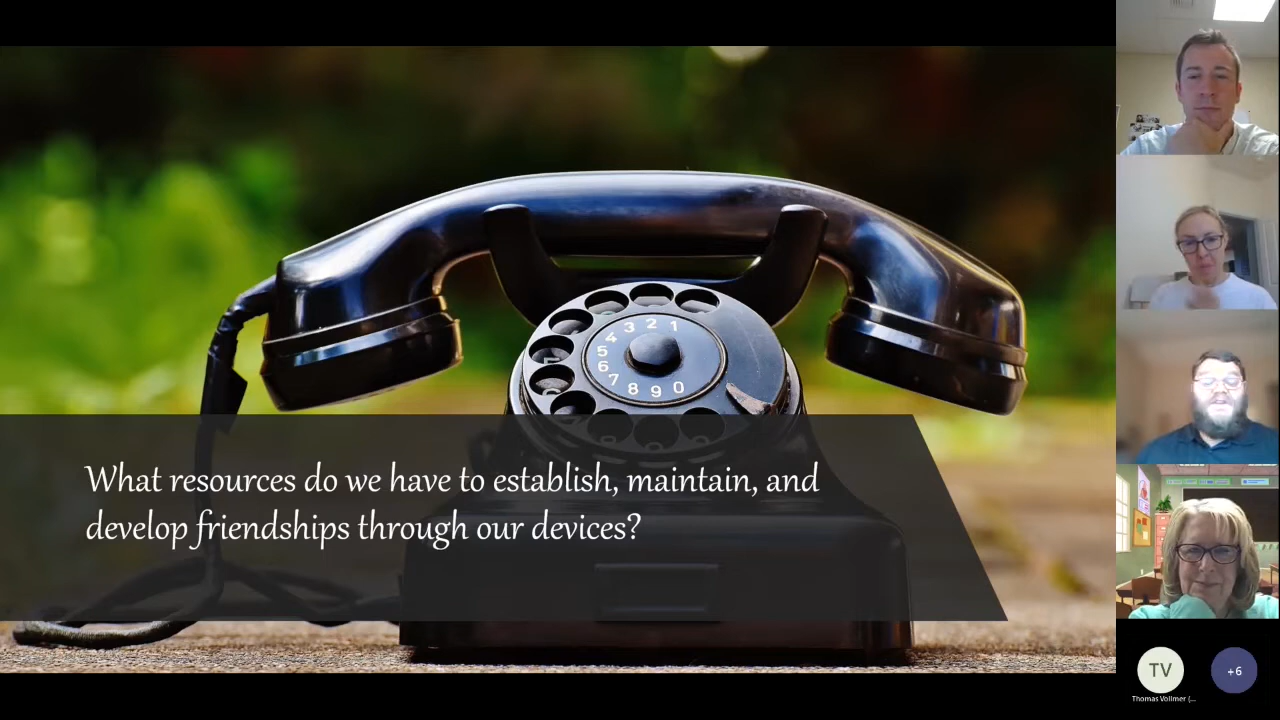 3 2 1
4
5
6
7
8 9 0
What resources do we have to establish, maintain, and
develop friendships through our devices?
TV
+6
Thomas Vollmer (...